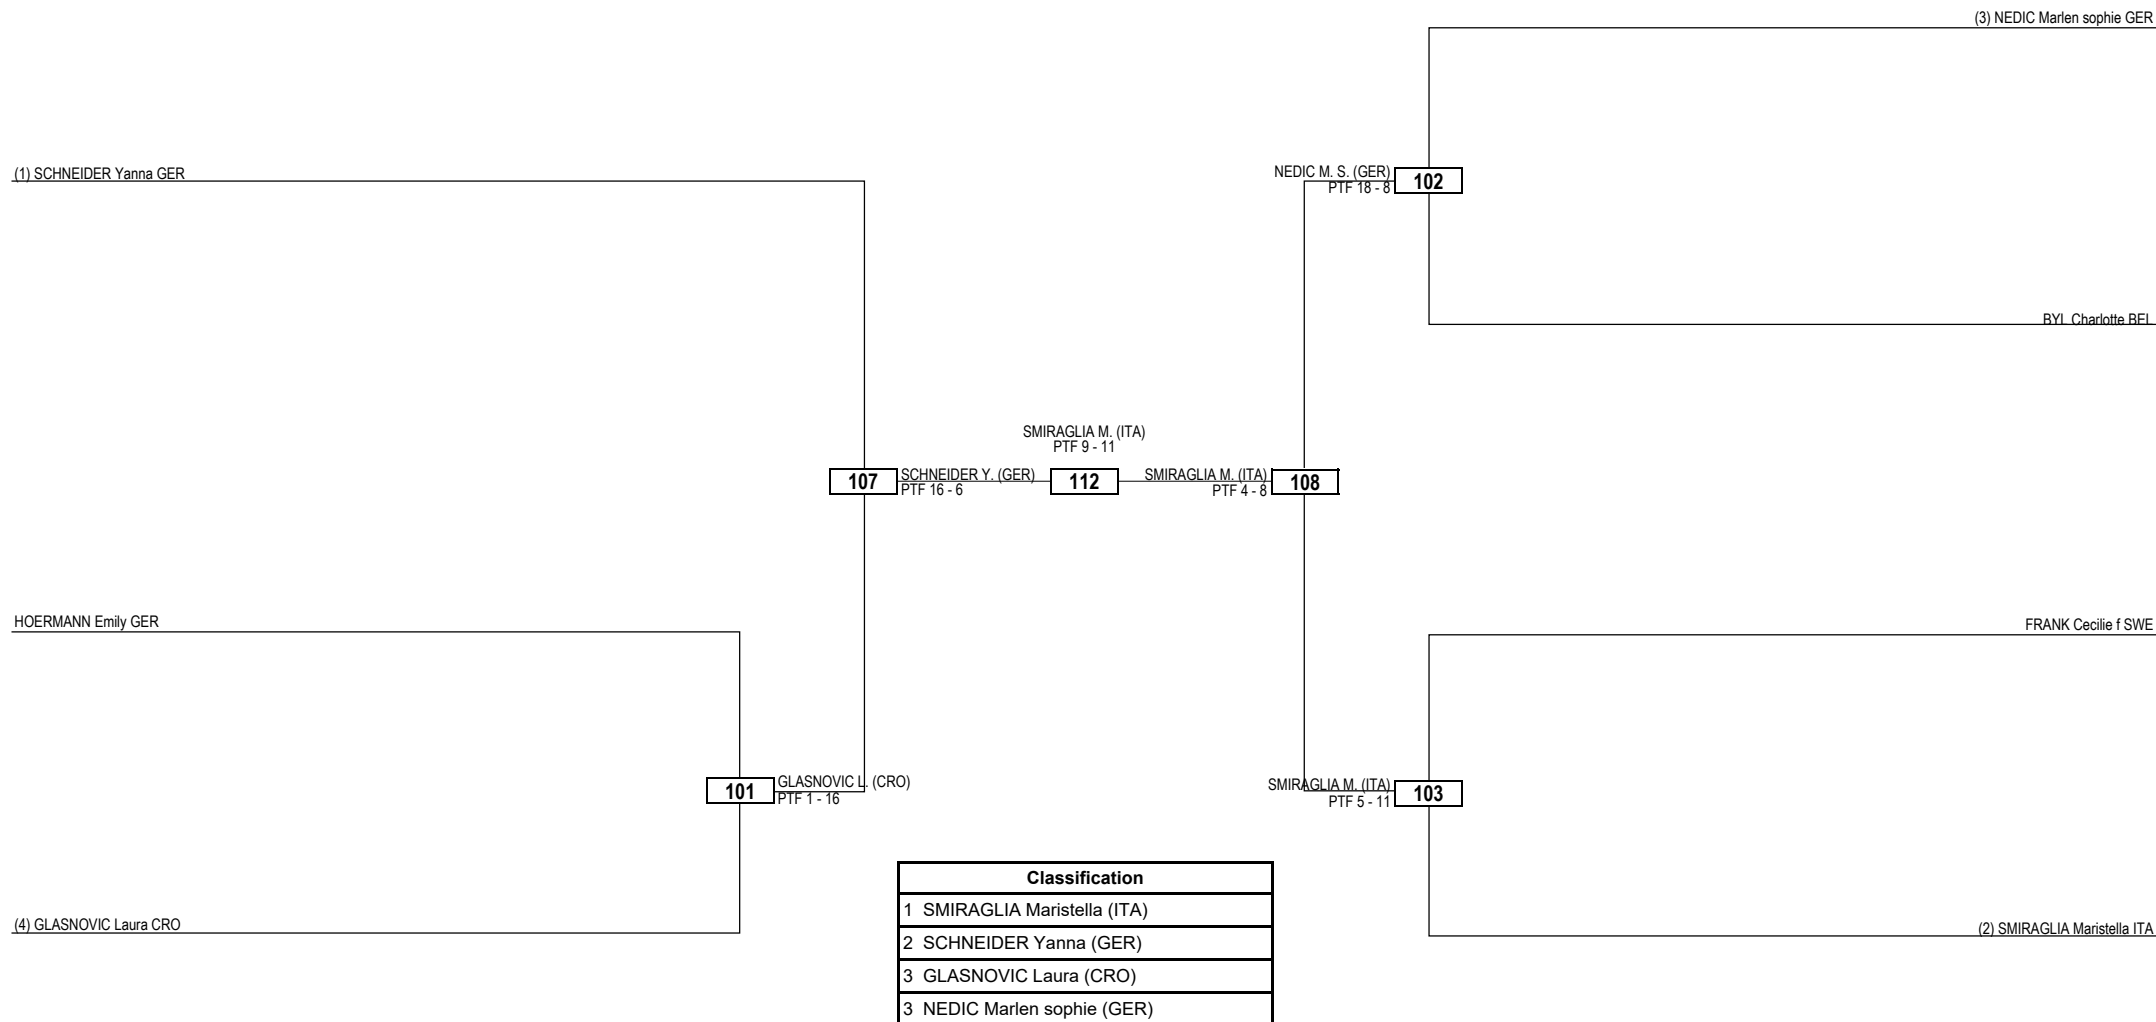 (3) NEDIC Marlen sophie GER
(1) SCHNEIDER Yanna GER
NEDIC M. S. (GER)
PTF 18 - 8
102
BYL Charlotte BEL
SMIRAGLIA M. (ITA)
PTF 9 - 11
107
SCHNEIDER Y. (GER)
PTF 16 - 6
112
SMIRAGLIA M. (ITA)
PTF 4 - 8
108
HOERMANN Emily GER
FRANK Cecilie f SWE
101
GLASNOVIC L. (CRO)
PTF 1 - 16
SMIRAGLIA M. (ITA)
PTF 5 - 11
103
(4) GLASNOVIC Laura CRO
(2) SMIRAGLIA Maristella ITA
Classification
1 SMIRAGLIA Maristella (ITA)
2 SCHNEIDER Yanna (GER)
3 GLASNOVIC Laura (CRO)
3 NEDIC Marlen sophie (GER)